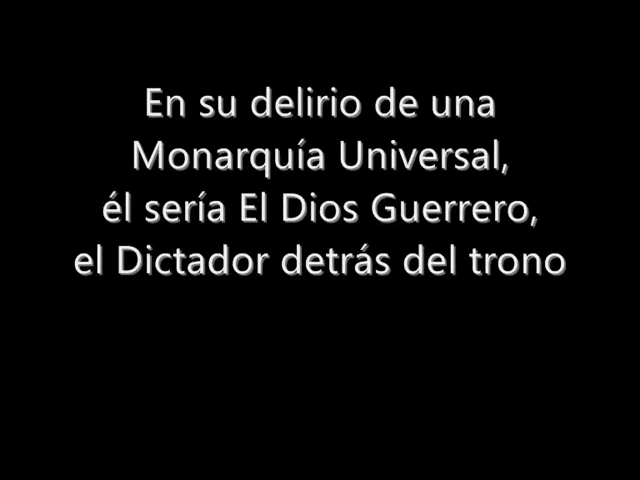 En su delirio de una
Monarquía Universal,
él sería El Dios Guerrero,
el Dictador detrás del trono